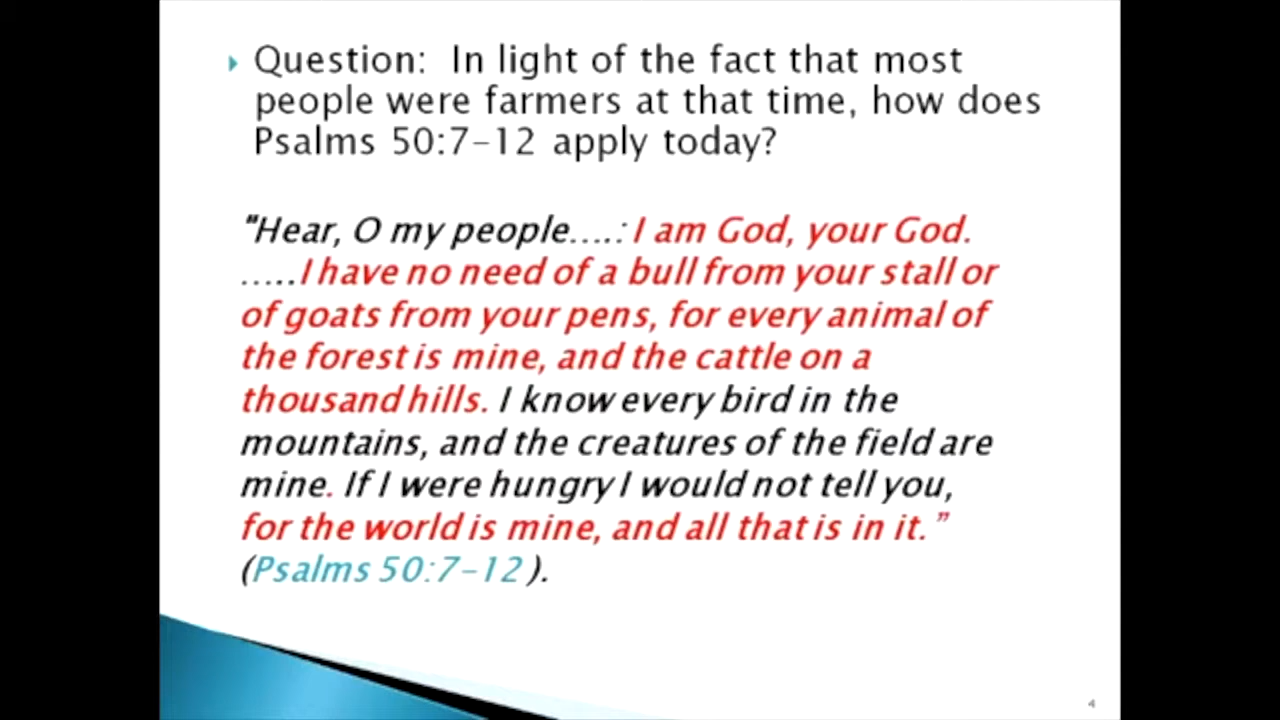 Question: In light of the fact that most
people were farmers at that time, how does
Psalms 50:7-12 apply today?
"Hear, O my people.....: I am God, your God.
.....I have no need of a bull from your stall or
of goats from your pens, for every animal of
the forest is mine, and the cattle on a
thousand hills. I know every bird in the
mountains, and the creatures of the field are
mine. If I were hungry I would not tell you,
for the world is mine, and all that is in it.”
(Psalms 50:7-12 ).
4